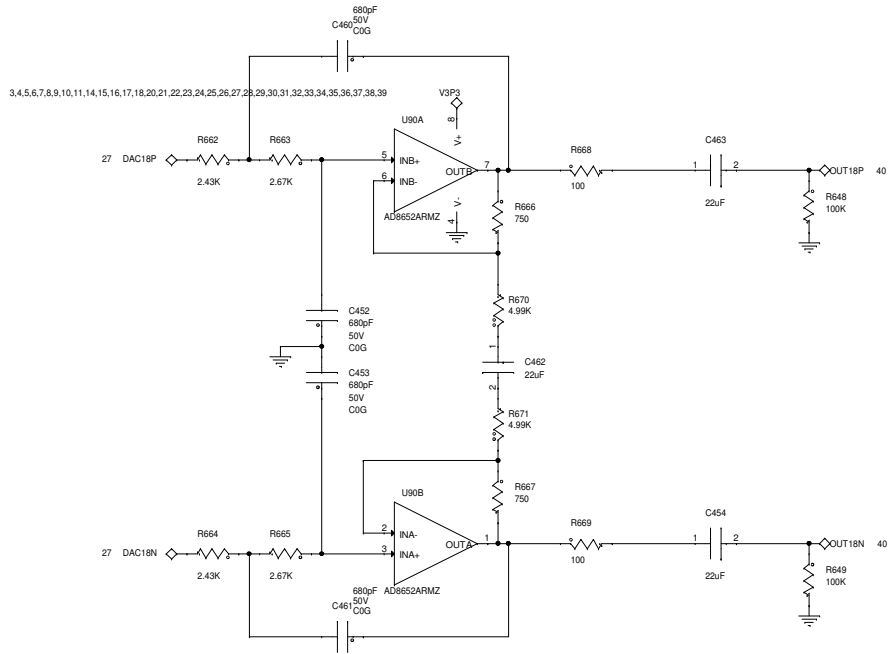 680pF
50V
C460
C0G
3,4,5,6,7,8,9,10,11,14,15,16,17,18,20,21,22,23,24,25,26,27,28,29,30,31,32,33,34,35,36,37,38,39
V3P3
8
V+
U90A
R662
R663
27 DAC18P
2.43K
2.67K
5 INB+
6 INB-
OUTB 7
AD8652ARMZ
V-
4
R666
750
R668
100
C463
1 2
22uF
OUT18P 40
R648
100K
C452
680pF
50V
C0G
C453
680pF
50V
C0G
R670
4.99K
1
C462
22uF
2
R671
4.99K
R667
750
U90B
2 INA-
3 INA+
OUTA 1
AD8652ARMZ
R664
R665
27 DAC18N
2.43K
2.67K
R669
100
C454
1 2
22uF
OUT18N 40
R649
100K
680pF
50V
C461
C0G